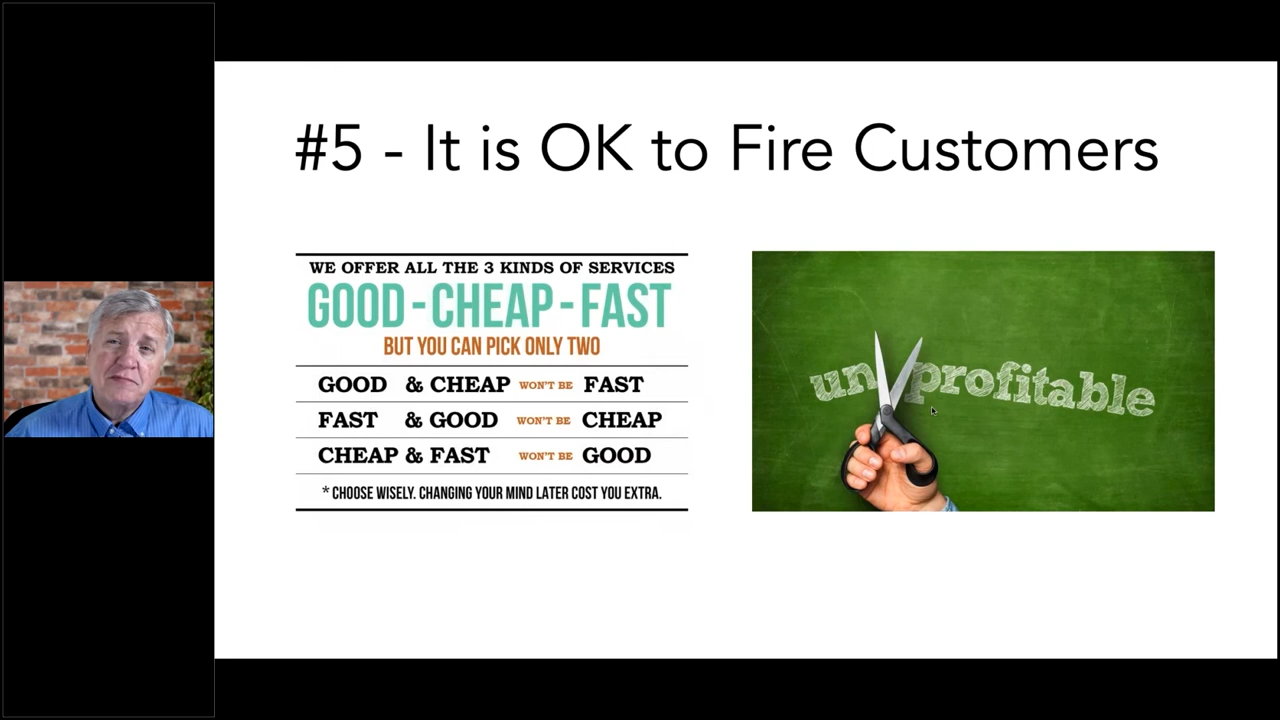 #5 - It is OK to Fire Customers
WE OFFER ALL THE 3 KINDS OF SERVICES
GOOD - CHEAP - FAST
BUT YOU CAN PICK ONLY TWO
GOOD & CHEAP WON'T BE FAST
FAST & GOOD WON'T BE CHEAP
CHEAP & FAST WON'T BE GOOD
* CHOOSE WISELY. CHANGING YOUR MIND LATER COST YOU EXTRA.
unprofitable